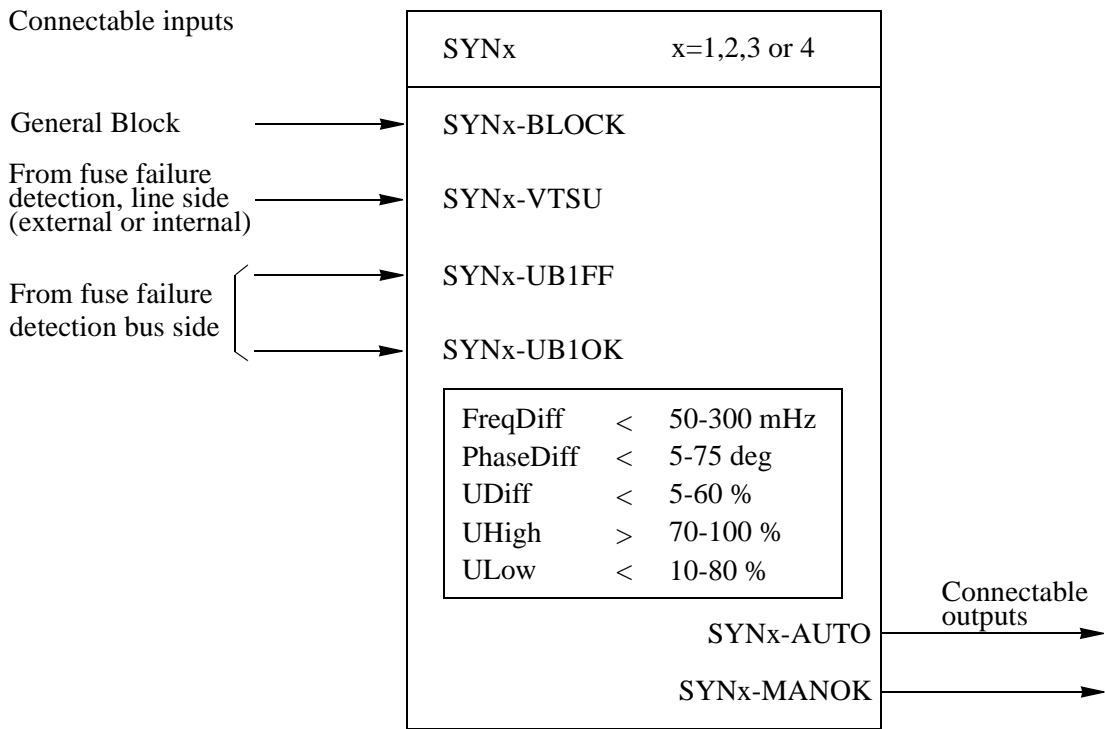 Connectable inputs
SYNx x=1,2,3 or 4
General Block
SYNx-BLOCK
From fuse failure
detection, line side
(external or internal)
SYNx-VTSU
SYNx-UB1FF
From fuse failure
detection bus side
SYNx-UB1OK
FreqDiff < 50-300 mHz
PhaseDiff < 5-75 deg
UDiff < 5-60 %
UHigh > 70-100 %
ULow < 10-80 %
Connectable
outputs
SYNx-AUTO
SYNx-MANOK